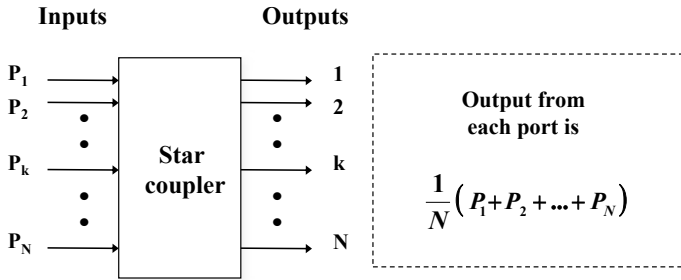 Inputs Outputs
P1 1
P2 2
Pk k
PN N
Star
coupler
Output from
each port is
1/N ( P1+P2 +...+ PN )